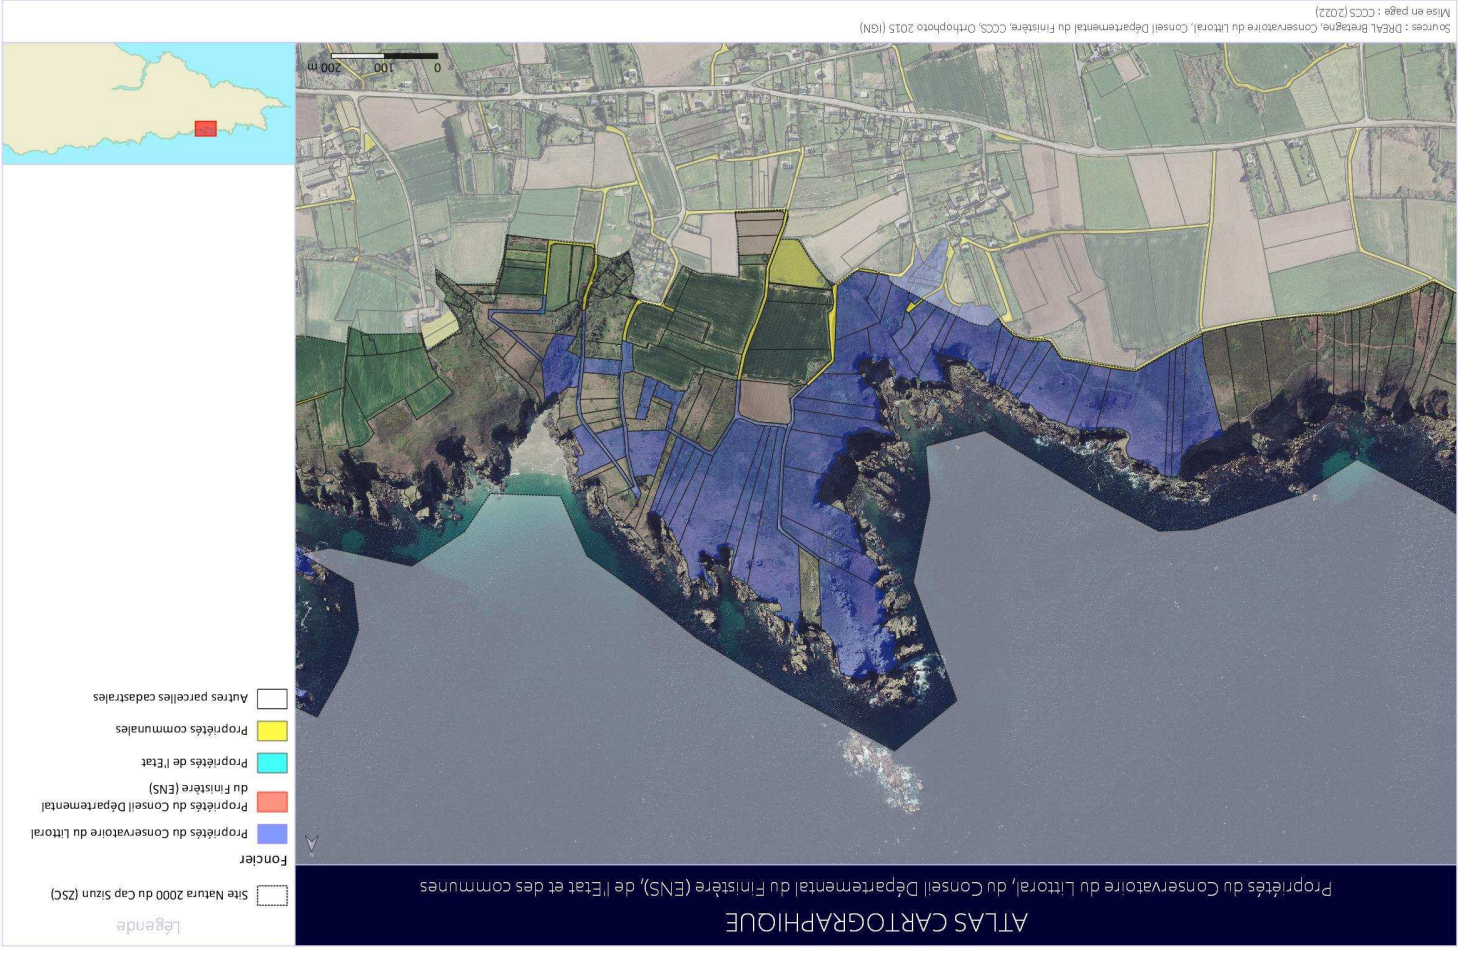 ATLAS CARTOGRAPHIQUE
Propriétés du Conservatoire du Littoral, du Conseil Départemental du Finistère (ENS), de l'Etat et des communes
Légende
Site Natura 2000 du Cap Sizun (ZSC)
Foncier
Propriétés du Conservatoire du Littoral
Propriétés du Conseil Départemental
du Finistère (ENS)
Propriétés de l'Etat
Propriétés communales
Autres parcelles cadastrales
0 100 200 m
Sources : DREAL Bretagne, Conservatoire du Littoral, Conseil Départemental du Finistère, CCCS, Orthophoto 2015 (IGN)
Mise en page : CCCS (2022)